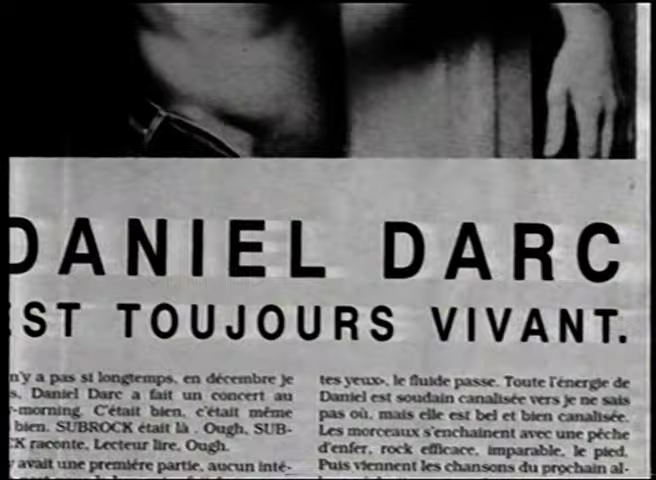 DANIEL DARC
EST TOUJOURS VIVANT.
n'y a pas si longtemps, en décembre je
s, Daniel Darc a fait un concert au
-morning. C'était bien, c'était même
bien. SUBROCK était là . Ough, SUB-
K raconte, Lecteur lire, Ough.
avait une première partie, aucun inté-
tes yeux», le fluide passe. Toute l'énergie de
Daniel est soudain canalisée vers je ne sais
pas où, mais elle est bel et bien canalisée.
Les morceaux s'enchainent avec une pêche
d'enfer, rock efficace, imparable, le pied.
Puis viennent les chansons du prochain al-